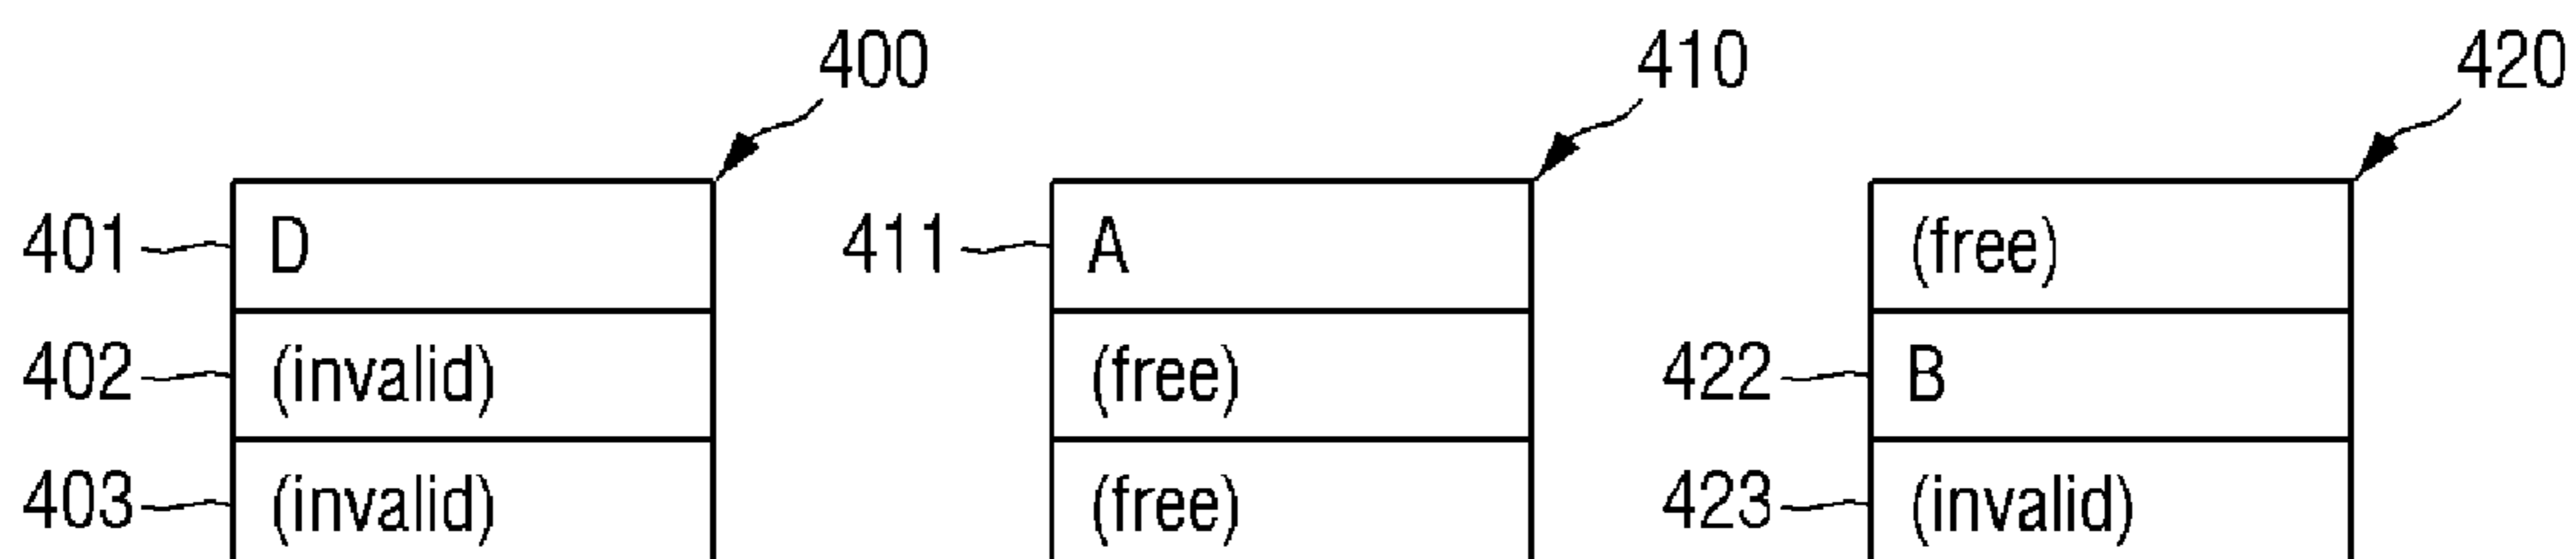 400 410 420
401 D 411 A (free)
402 (invalid) (free) 422 B
403 (invalid) (free) 423 (invalid)